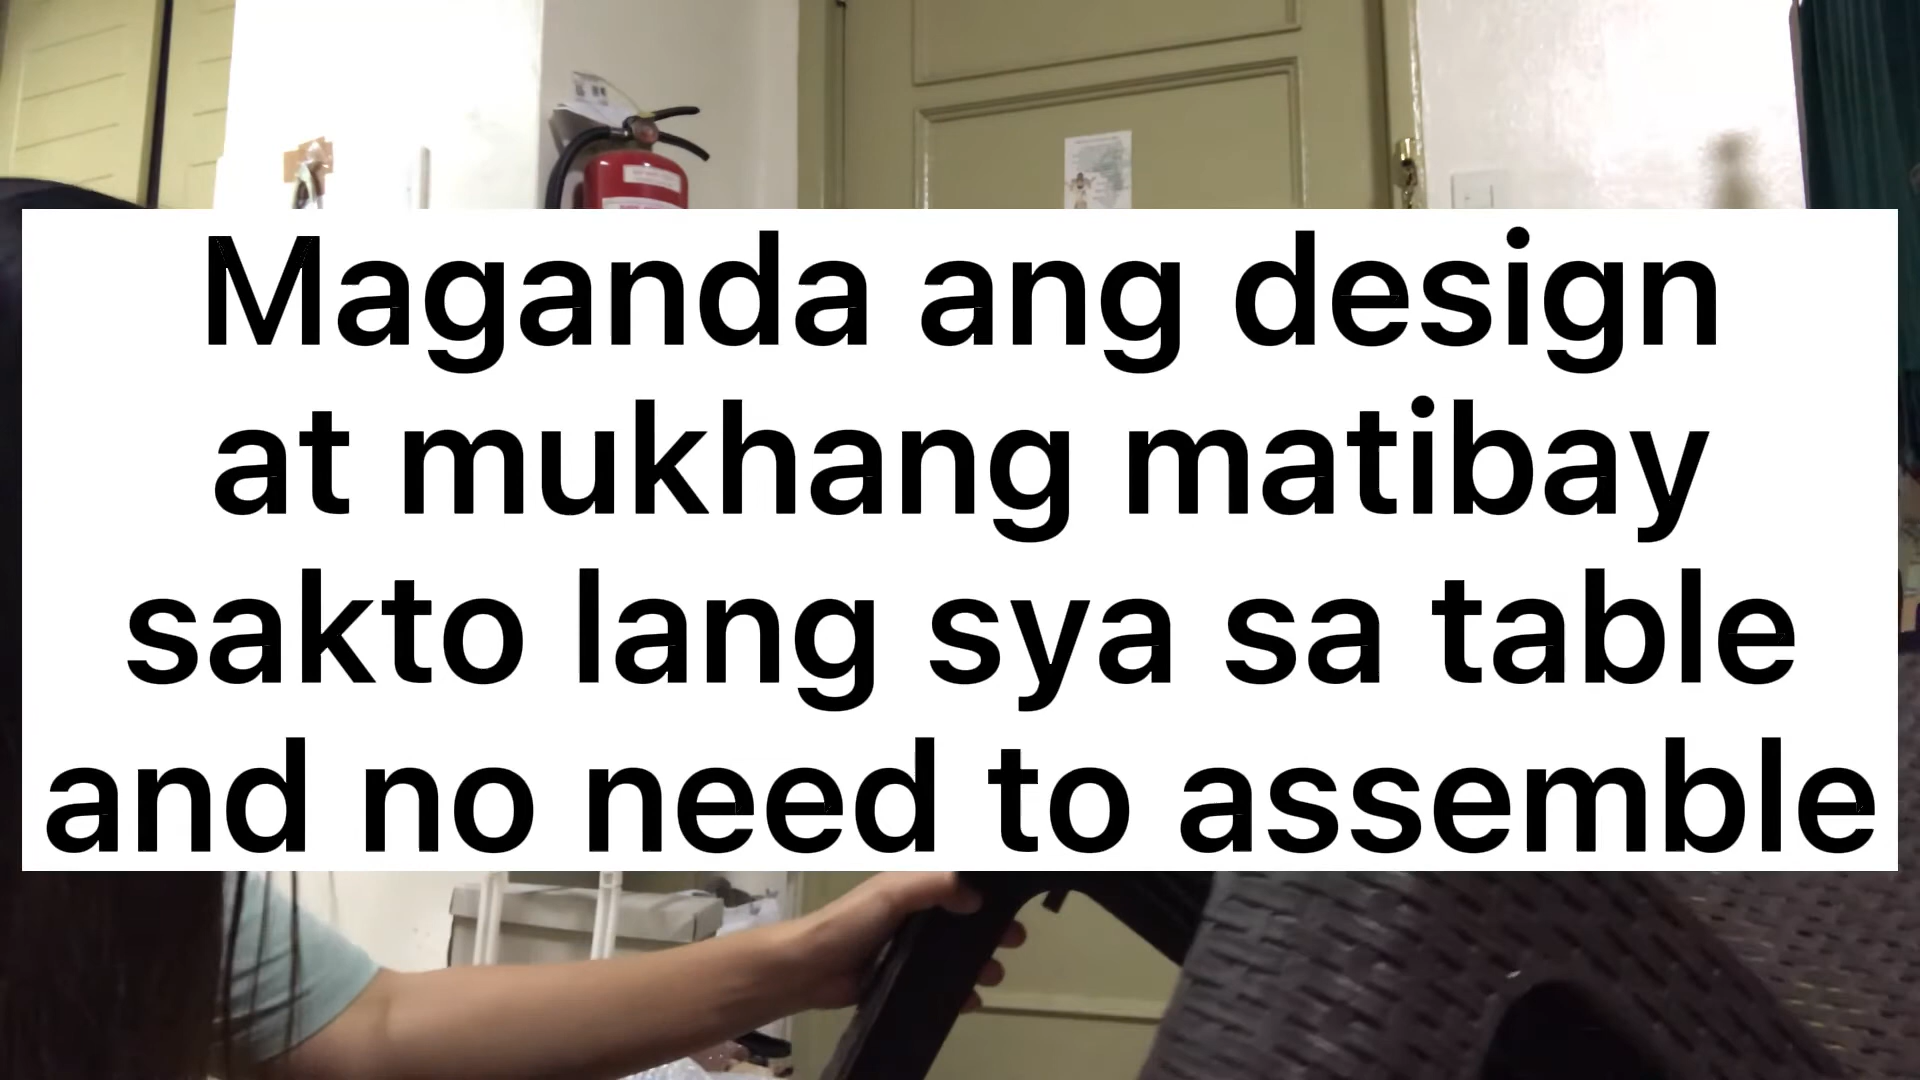 Maganda ang design
at mukhang matibay
sakto lang sya sa table
and no need to assemble